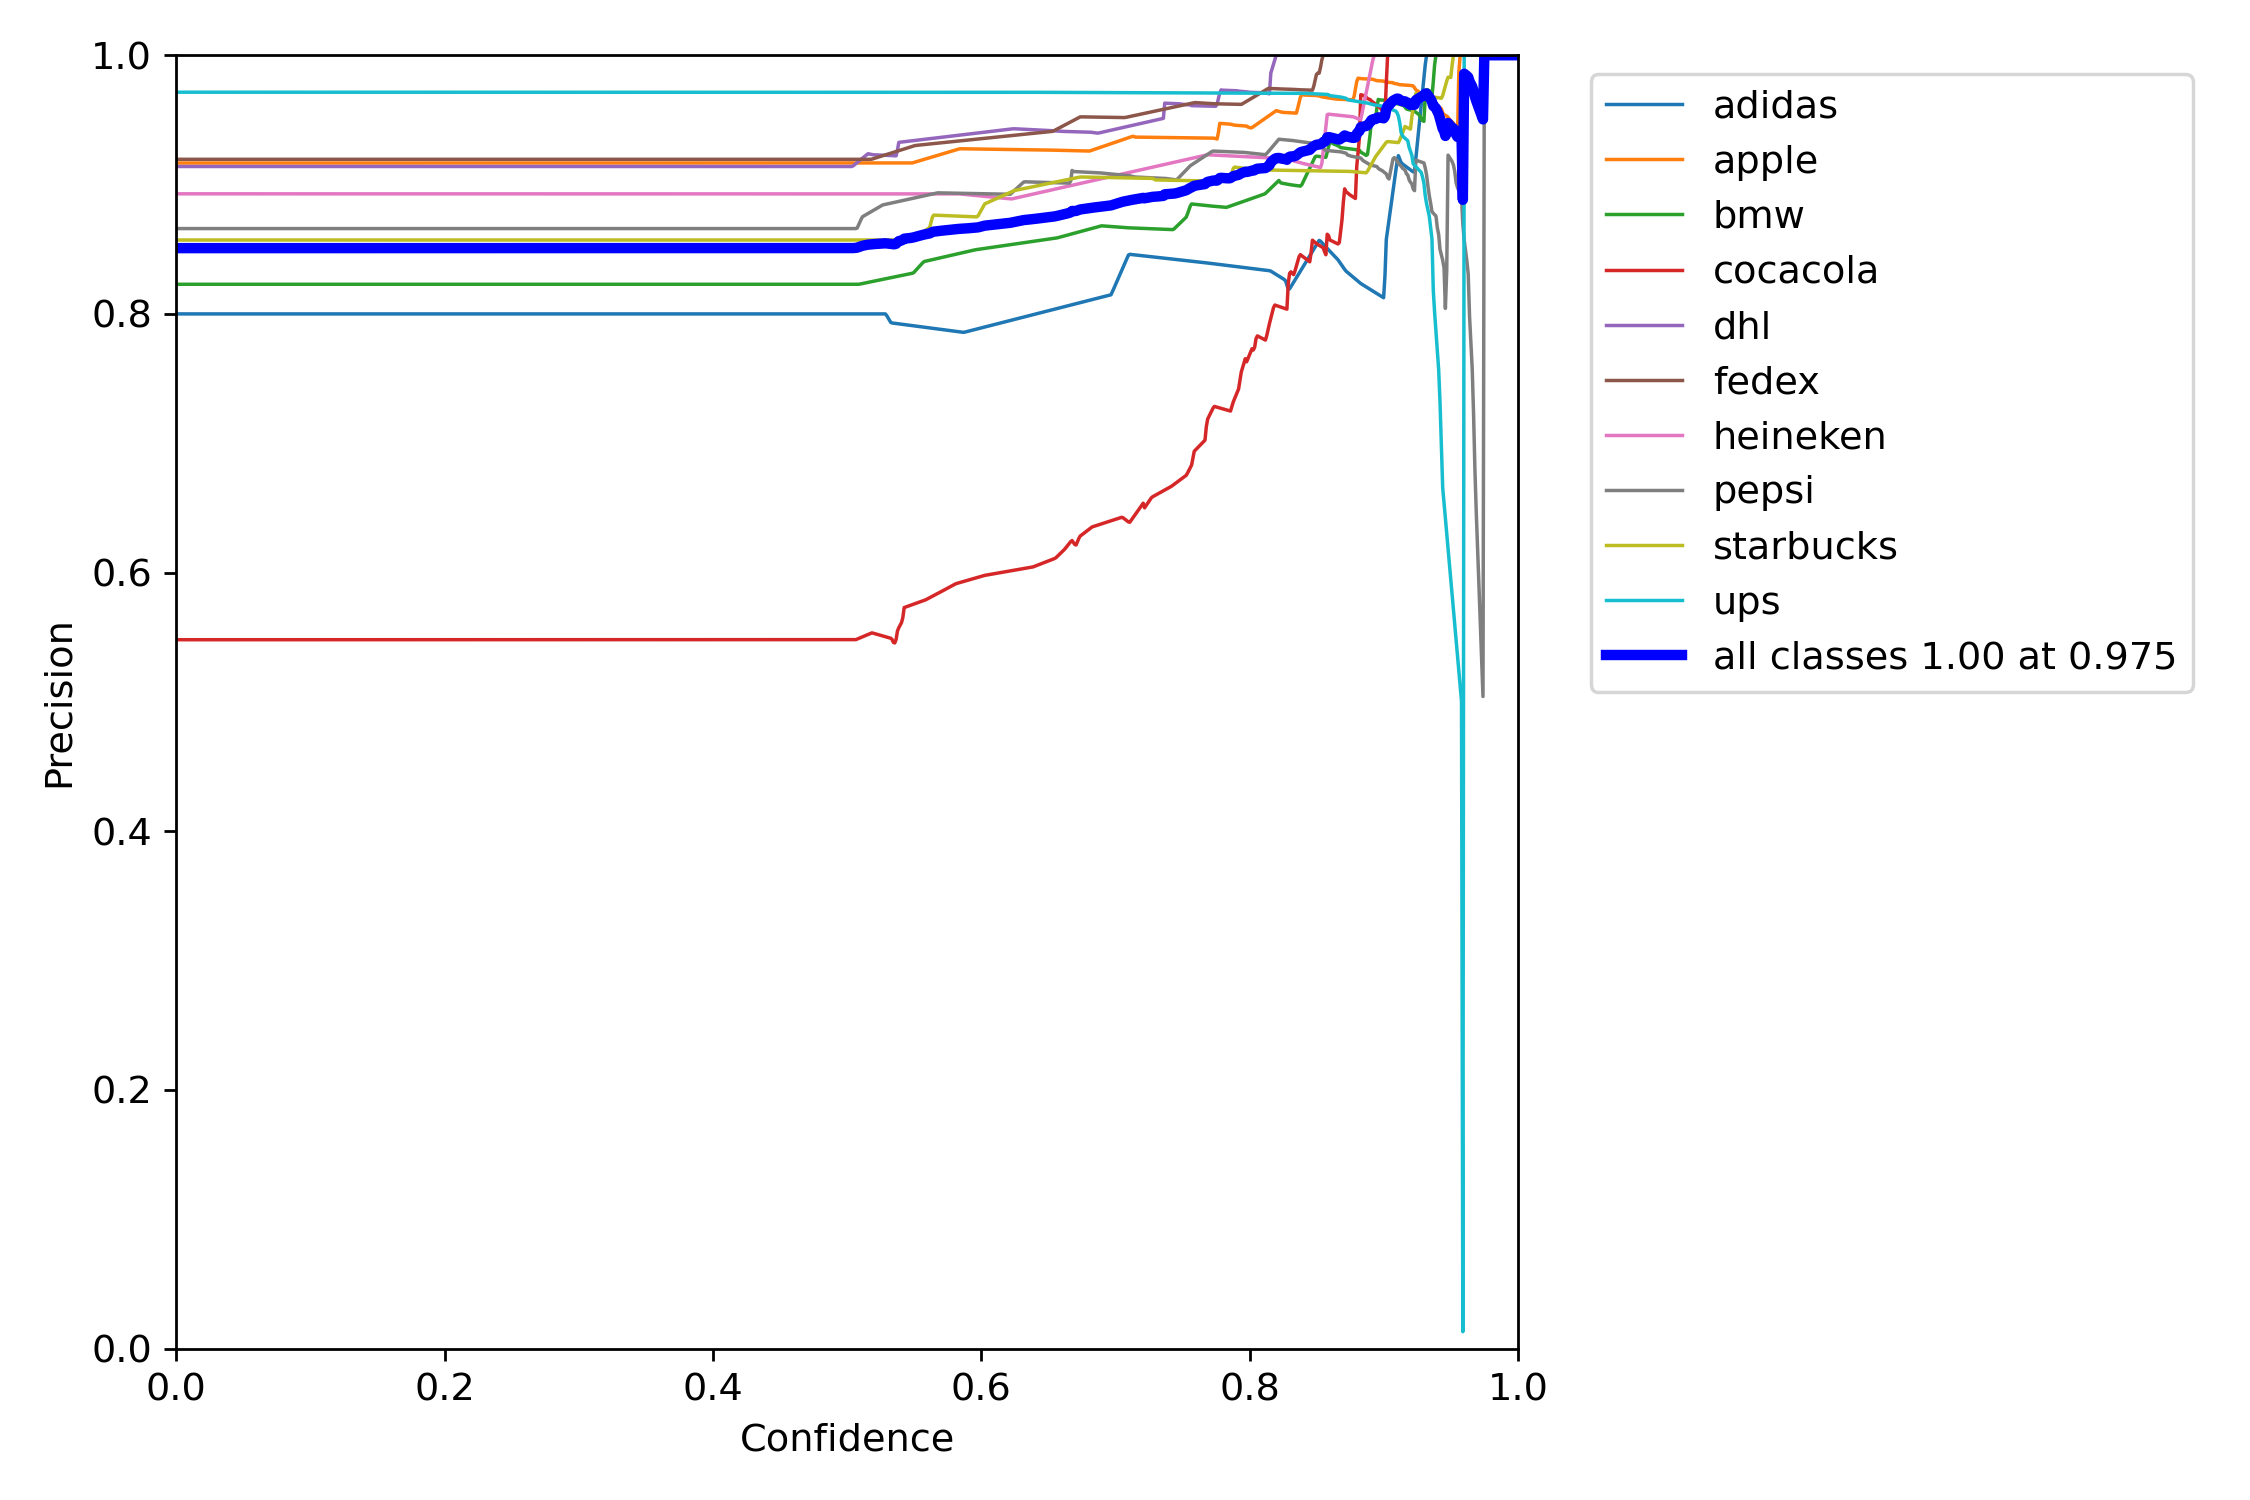 1.0
0.8
0.6
0.4
0.2
0.0
Precision
0.0 0.2 0.4 0.6 0.8 1.0
Confidence
adidas
apple
bmw
cocacola
dhl
fedex
heineken
pepsi
starbucks
ups
all classes 1.00 at 0.975